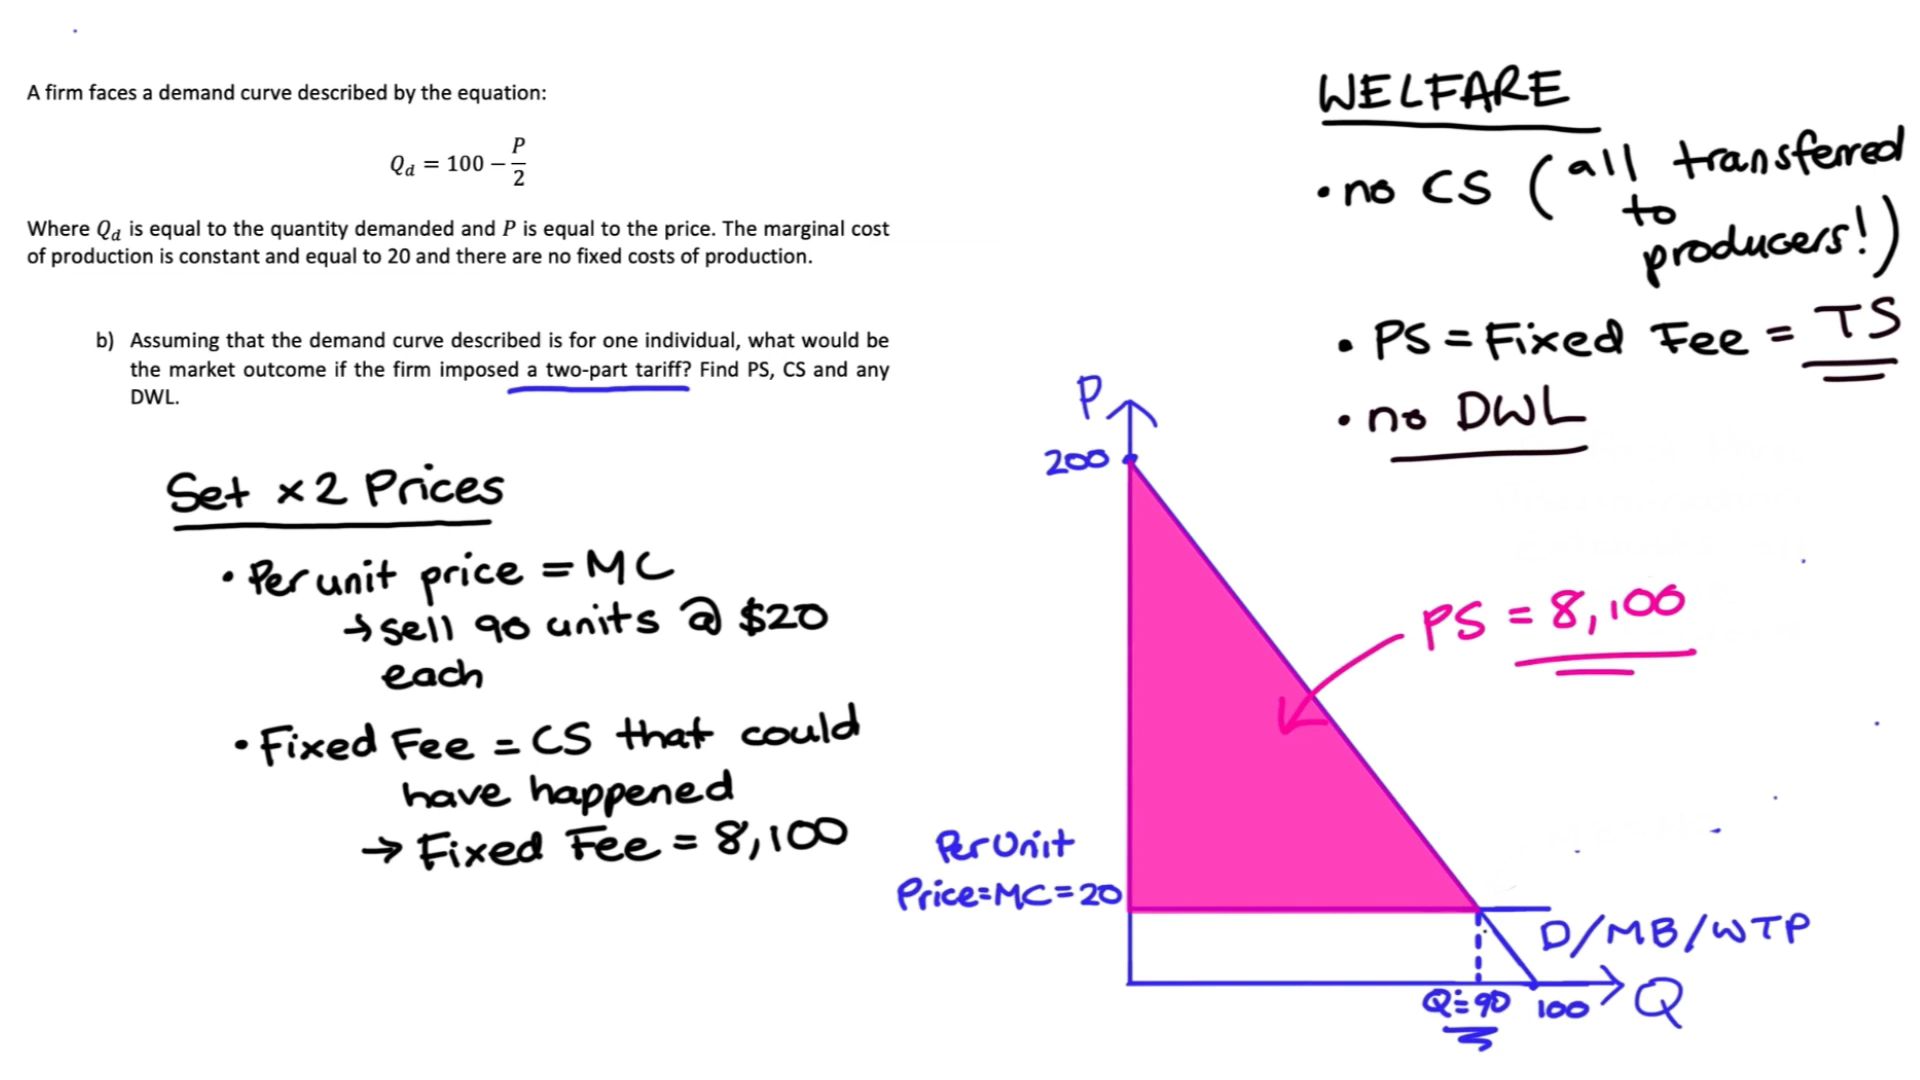 A firm faces a demand curve described by the equation:
Qd = 100 − P/2
Where Qd is equal to the quantity demanded and P is equal to the price. The marginal cost
of production is constant and equal to 20 and there are no fixed costs of production.
b) Assuming that the demand curve described is for one individual, what would be
the market outcome if the firm imposed a two-part tariff? Find PS, CS and any
DWL.
Set x2 Prices
• Per unit price = MC
→ sell 90 units @ $20
each
• Fixed Fee = CS that could
have happened
→ Fixed Fee = 8,100
WELFARE
• no CS (all transferred
to
producers!)
• PS = Fixed Fee = TS
• no DWL
P
200
PS = 8,100
Per Unit
Price=MC=20
D/MB/WTP
Q=90
100
Q